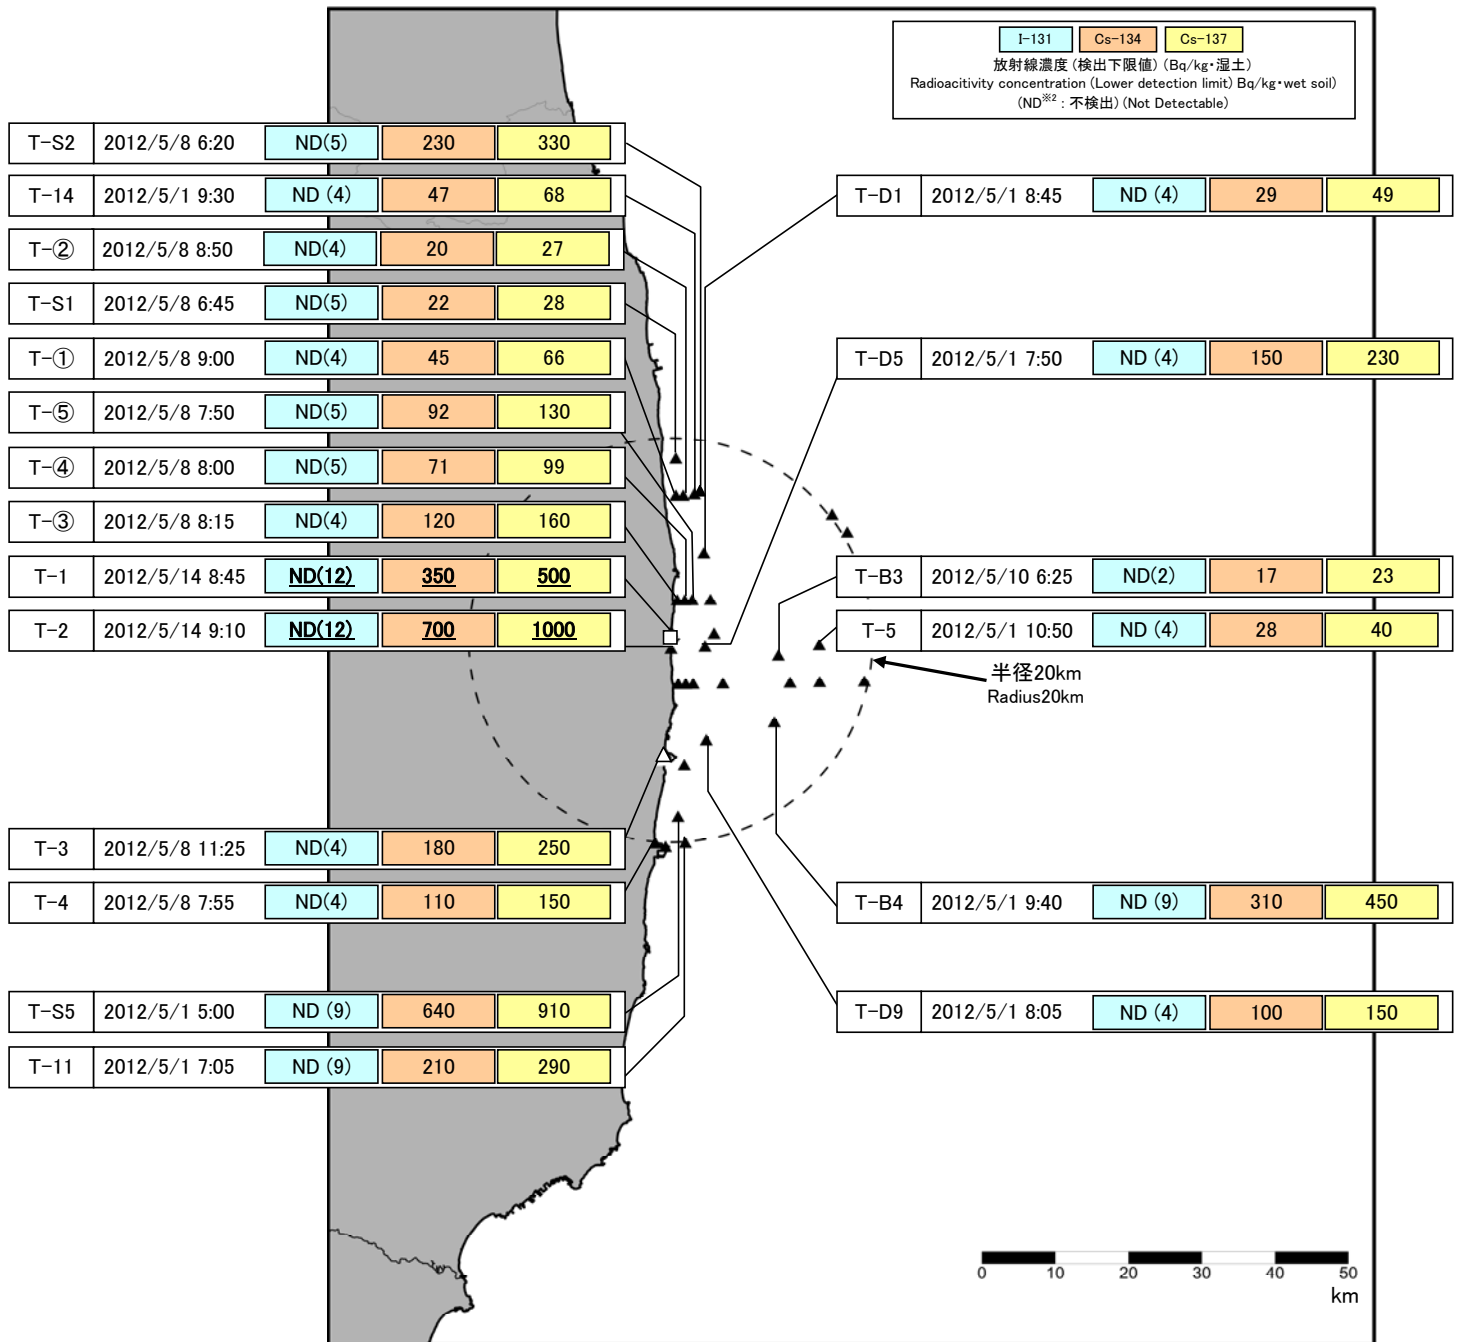 I-131 Cs-134 Cs-137
放射線濃度 (検出下限値) (Bq/kg・湿土)
Radioacitivity concentration (Lower detection limit) Bq/kg・wet soil)
(ND※2 : 不検出) (Not Detectable)
T-S2 2012/5/8 6:20 ND(5) 230 330
T-14 2012/5/1 9:30 ND (4) 47 68
T-② 2012/5/8 8:50 ND(4) 20 27
T-S1 2012/5/8 6:45 ND(5) 22 28
T-① 2012/5/8 9:00 ND(4) 45 66
T-⑤ 2012/5/8 7:50 ND(5) 92 130
T-④ 2012/5/8 8:00 ND(5) 71 99
T-③ 2012/5/8 8:15 ND(4) 120 160
T-1 2012/5/14 8:45 ND(12) 350 500
T-2 2012/5/14 9:10 ND(12) 700 1000
T-3 2012/5/8 11:25 ND(4) 180 250
T-4 2012/5/8 7:55 ND(4) 110 150
T-S5 2012/5/1 5:00 ND (9) 640 910
T-11 2012/5/1 7:05 ND (9) 210 290
T-D1 2012/5/1 8:45 ND (4) 29 49
T-D5 2012/5/1 7:50 ND (4) 150 230
T-B3 2012/5/10 6:25 ND(2) 17 23
T-5 2012/5/1 10:50 ND (4) 28 40
半径20km
Radius20km
T-B4 2012/5/1 9:40 ND (9) 310 450
T-D9 2012/5/1 8:05 ND (4) 100 150
0 10 20 30 40 50
km